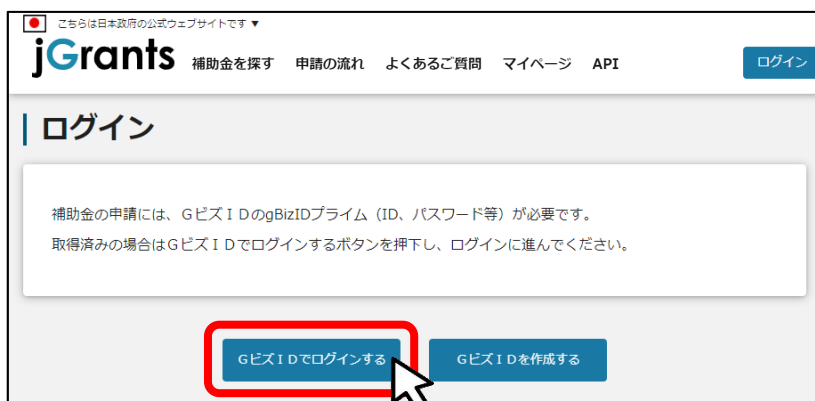 こちらは日本政府の公式ウェブサイトです ▼
jGrants 補助金を探す 申請の流れ よくあるご質問 マイページ API ログイン
ログイン
補助金の申請には、GビズIDのgBizIDプライム（ID、パスワード等）が必要です。
取得済みの場合はGビズIDでログインするボタンを押下し、ログインに進んでください。
GビズIDでログインする GビズIDを作成する